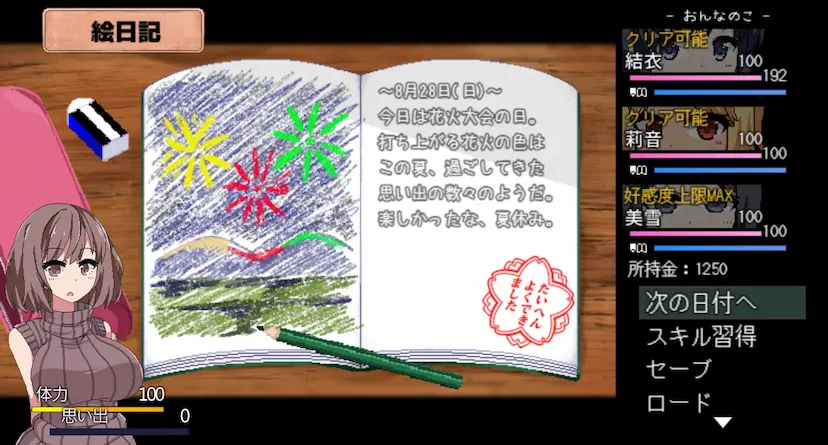 絵日記
~8月28日(日)~
今日は花火大会の日。
打ち上がる花火の色は
この夏、過ごしてきた
思い出の数々のようだ。
楽しかったな、夏休み。
たいへん
よくでき
ました
体力 100
思い出 0
- おんなのこ -
クリア可能
結衣 100
192
クリア可能
莉音 100
100
好感度上限MAX
美雪 100
100
所持金:1250
次の日付へ
スキル習得
セーブ
ロード